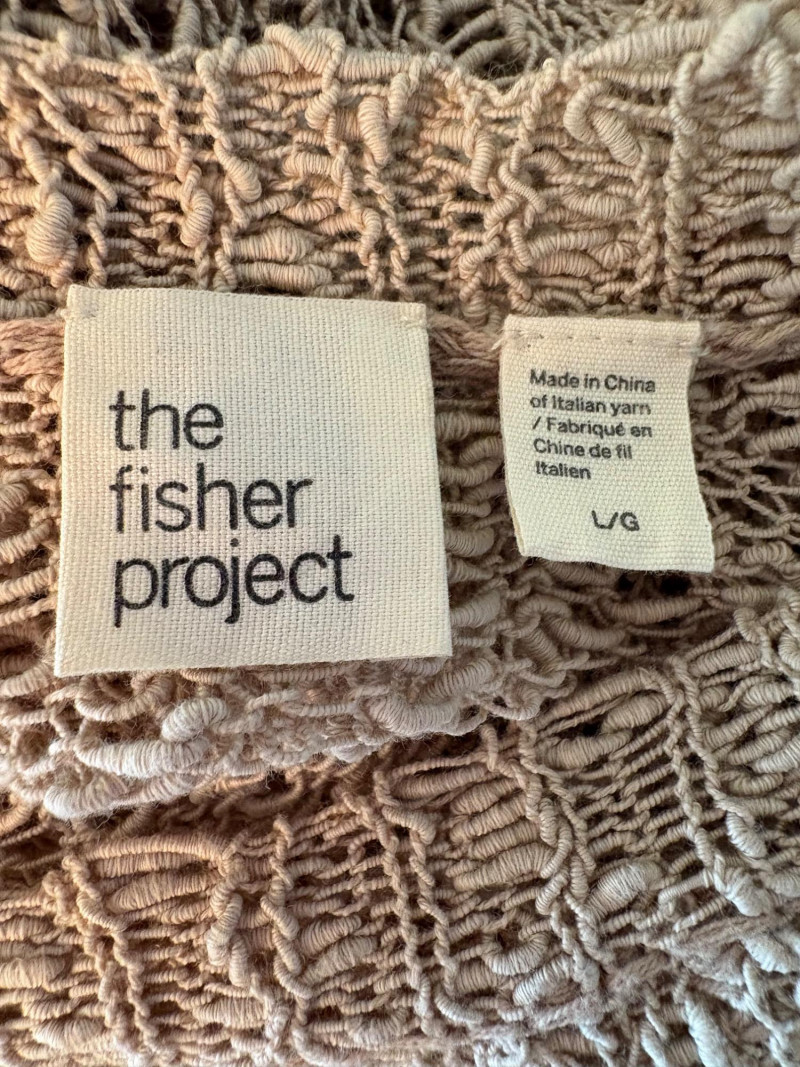 the
fisher
project
Made in China
of Italian yarn
/ Fabriqué en
Chine de fil
Italien
L/G